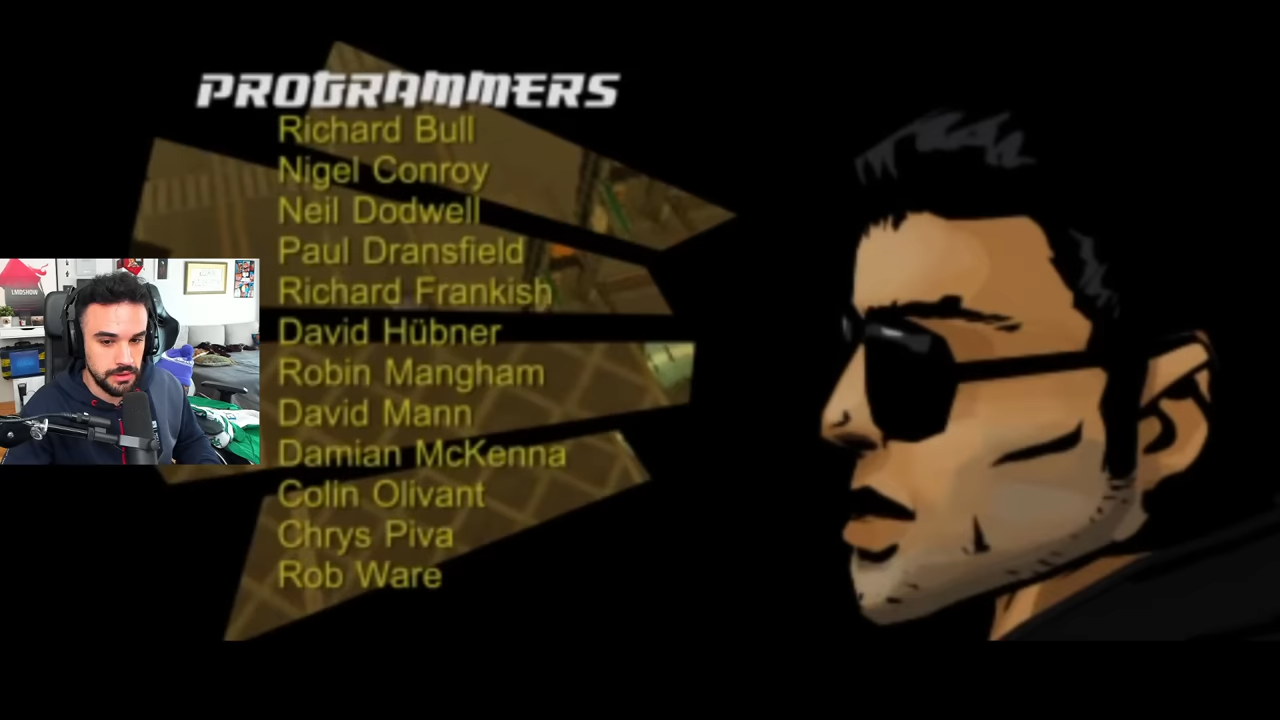 PROGRAMMERS
Richard Bull
Nigel Conroy
Neil Dodwell
Paul Dransfield
Richard Frankish
David Hübner
Robin Mangham
David Mann
Damian McKenna
Colin Olivant
Chrys Piva
Rob Ware
LMDSHOW